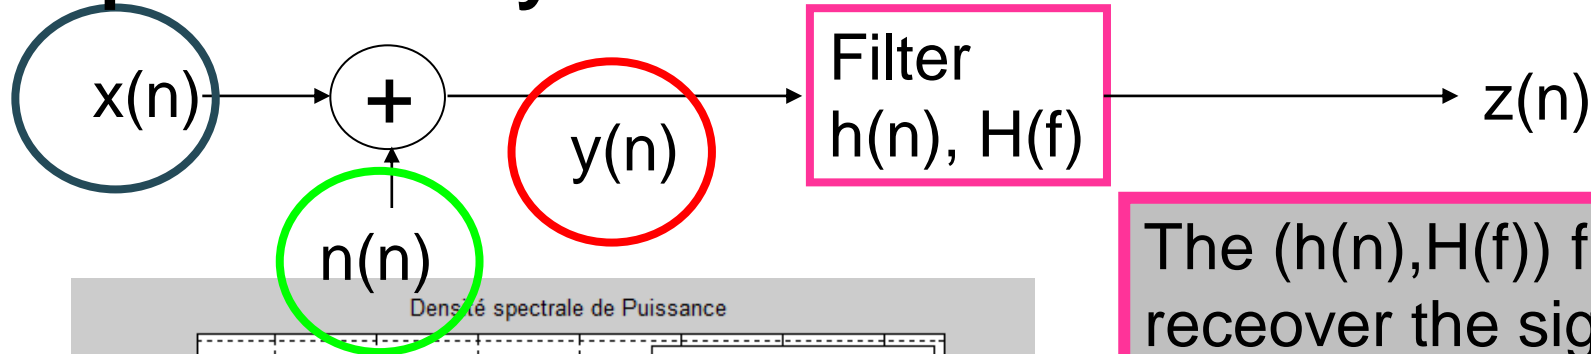 x(n)
+
y(n)
Filter
h(n), H(f)
z(n)
n(n)
Densité spectrale de Puissance
The (h(n),H(f)) f
receover the sig